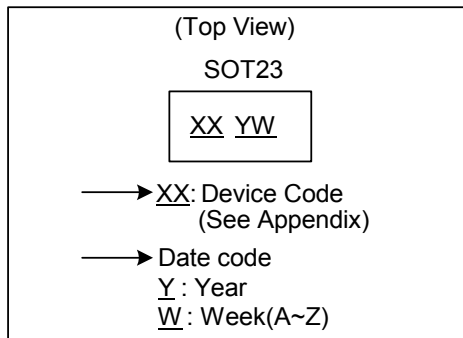 (Top View)
SOT23
XX YW
XX: Device Code
(See Appendix)
Date code
Y : Year
W : Week(A~Z)